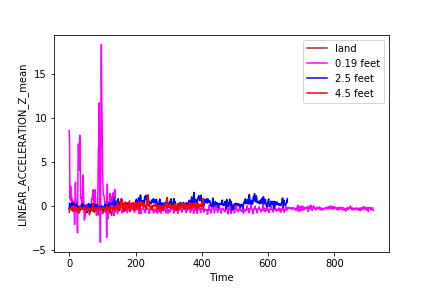 land
0.19 feet
2.5 feet
4.5 feet
15
10
5
0
−5
LINEAR_ACCELERATION_Z_mean
0 200 400 600 800
Time